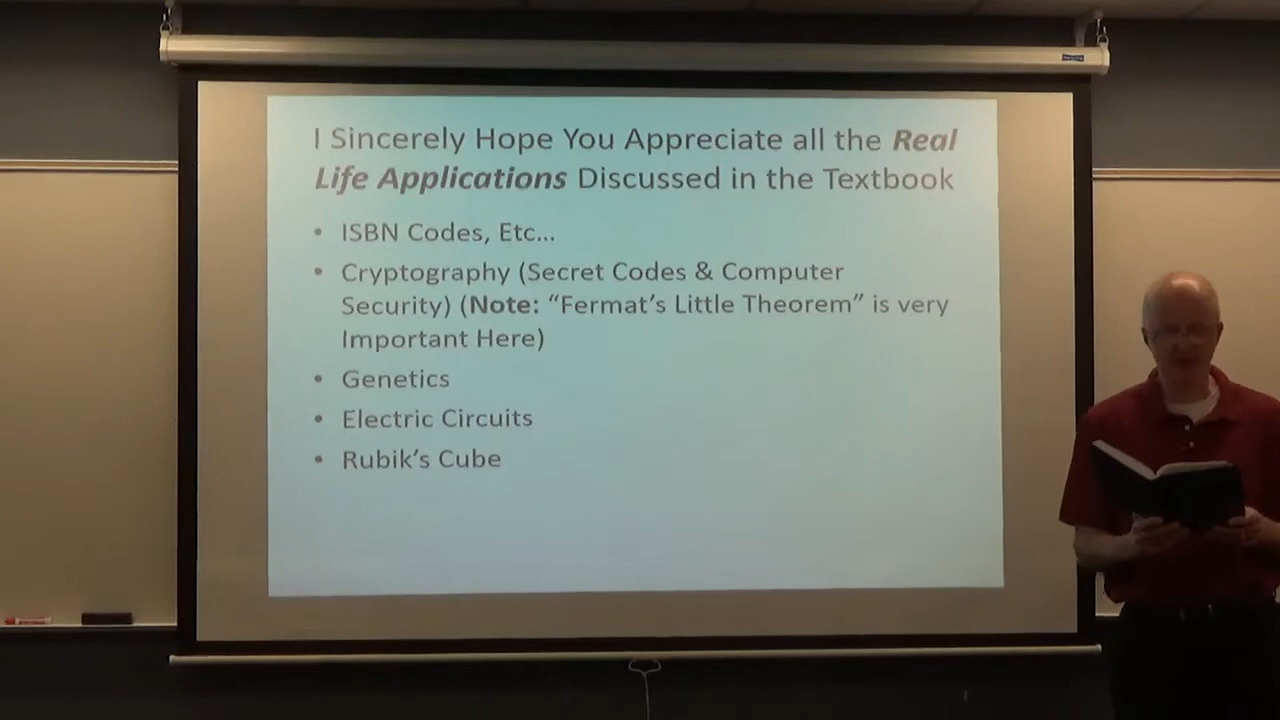 I Sincerely Hope You Appreciate all the Real
Life Applications Discussed in the Textbook
• ISBN Codes, Etc…
• Cryptography (Secret Codes & Computer
Security) (Note: “Fermat’s Little Theorem” is very
Important Here)
• Genetics
• Electric Circuits
• Rubik’s Cube